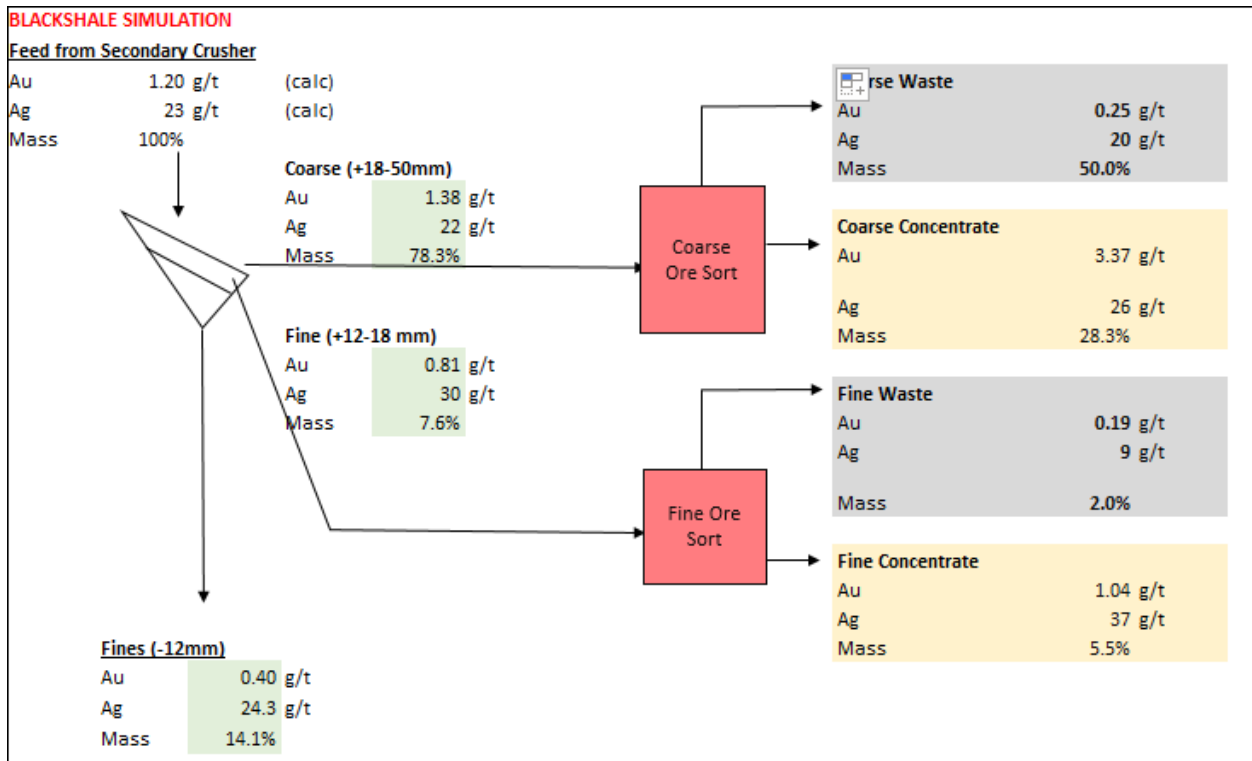 BLACKSHALE SIMULATION
Feed from Secondary Crusher
Au 1.20 g/t (calc)
Ag 23 g/t (calc)
Mass 100%
Coarse (+18-50mm)
Au 1.38 g/t
Ag 22 g/t
Mass 78.3%
Fine (+12-18 mm)
Au 0.81 g/t
Ag 30 g/t
Mass 7.6%
Fines (-12mm)
Au 0.40 g/t
Ag 24.3 g/t
Mass 14.1%
Coarse
Ore Sort
Fine Ore
Sort
rse Waste
Au 0.25 g/t
Ag 20 g/t
Mass 50.0%
Coarse Concentrate
Au 3.37 g/t
Ag 26 g/t
Mass 28.3%
Fine Waste
Au 0.19 g/t
Ag 9 g/t
Mass 2.0%
Fine Concentrate
Au 1.04 g/t
Ag 37 g/t
Mass 5.5%